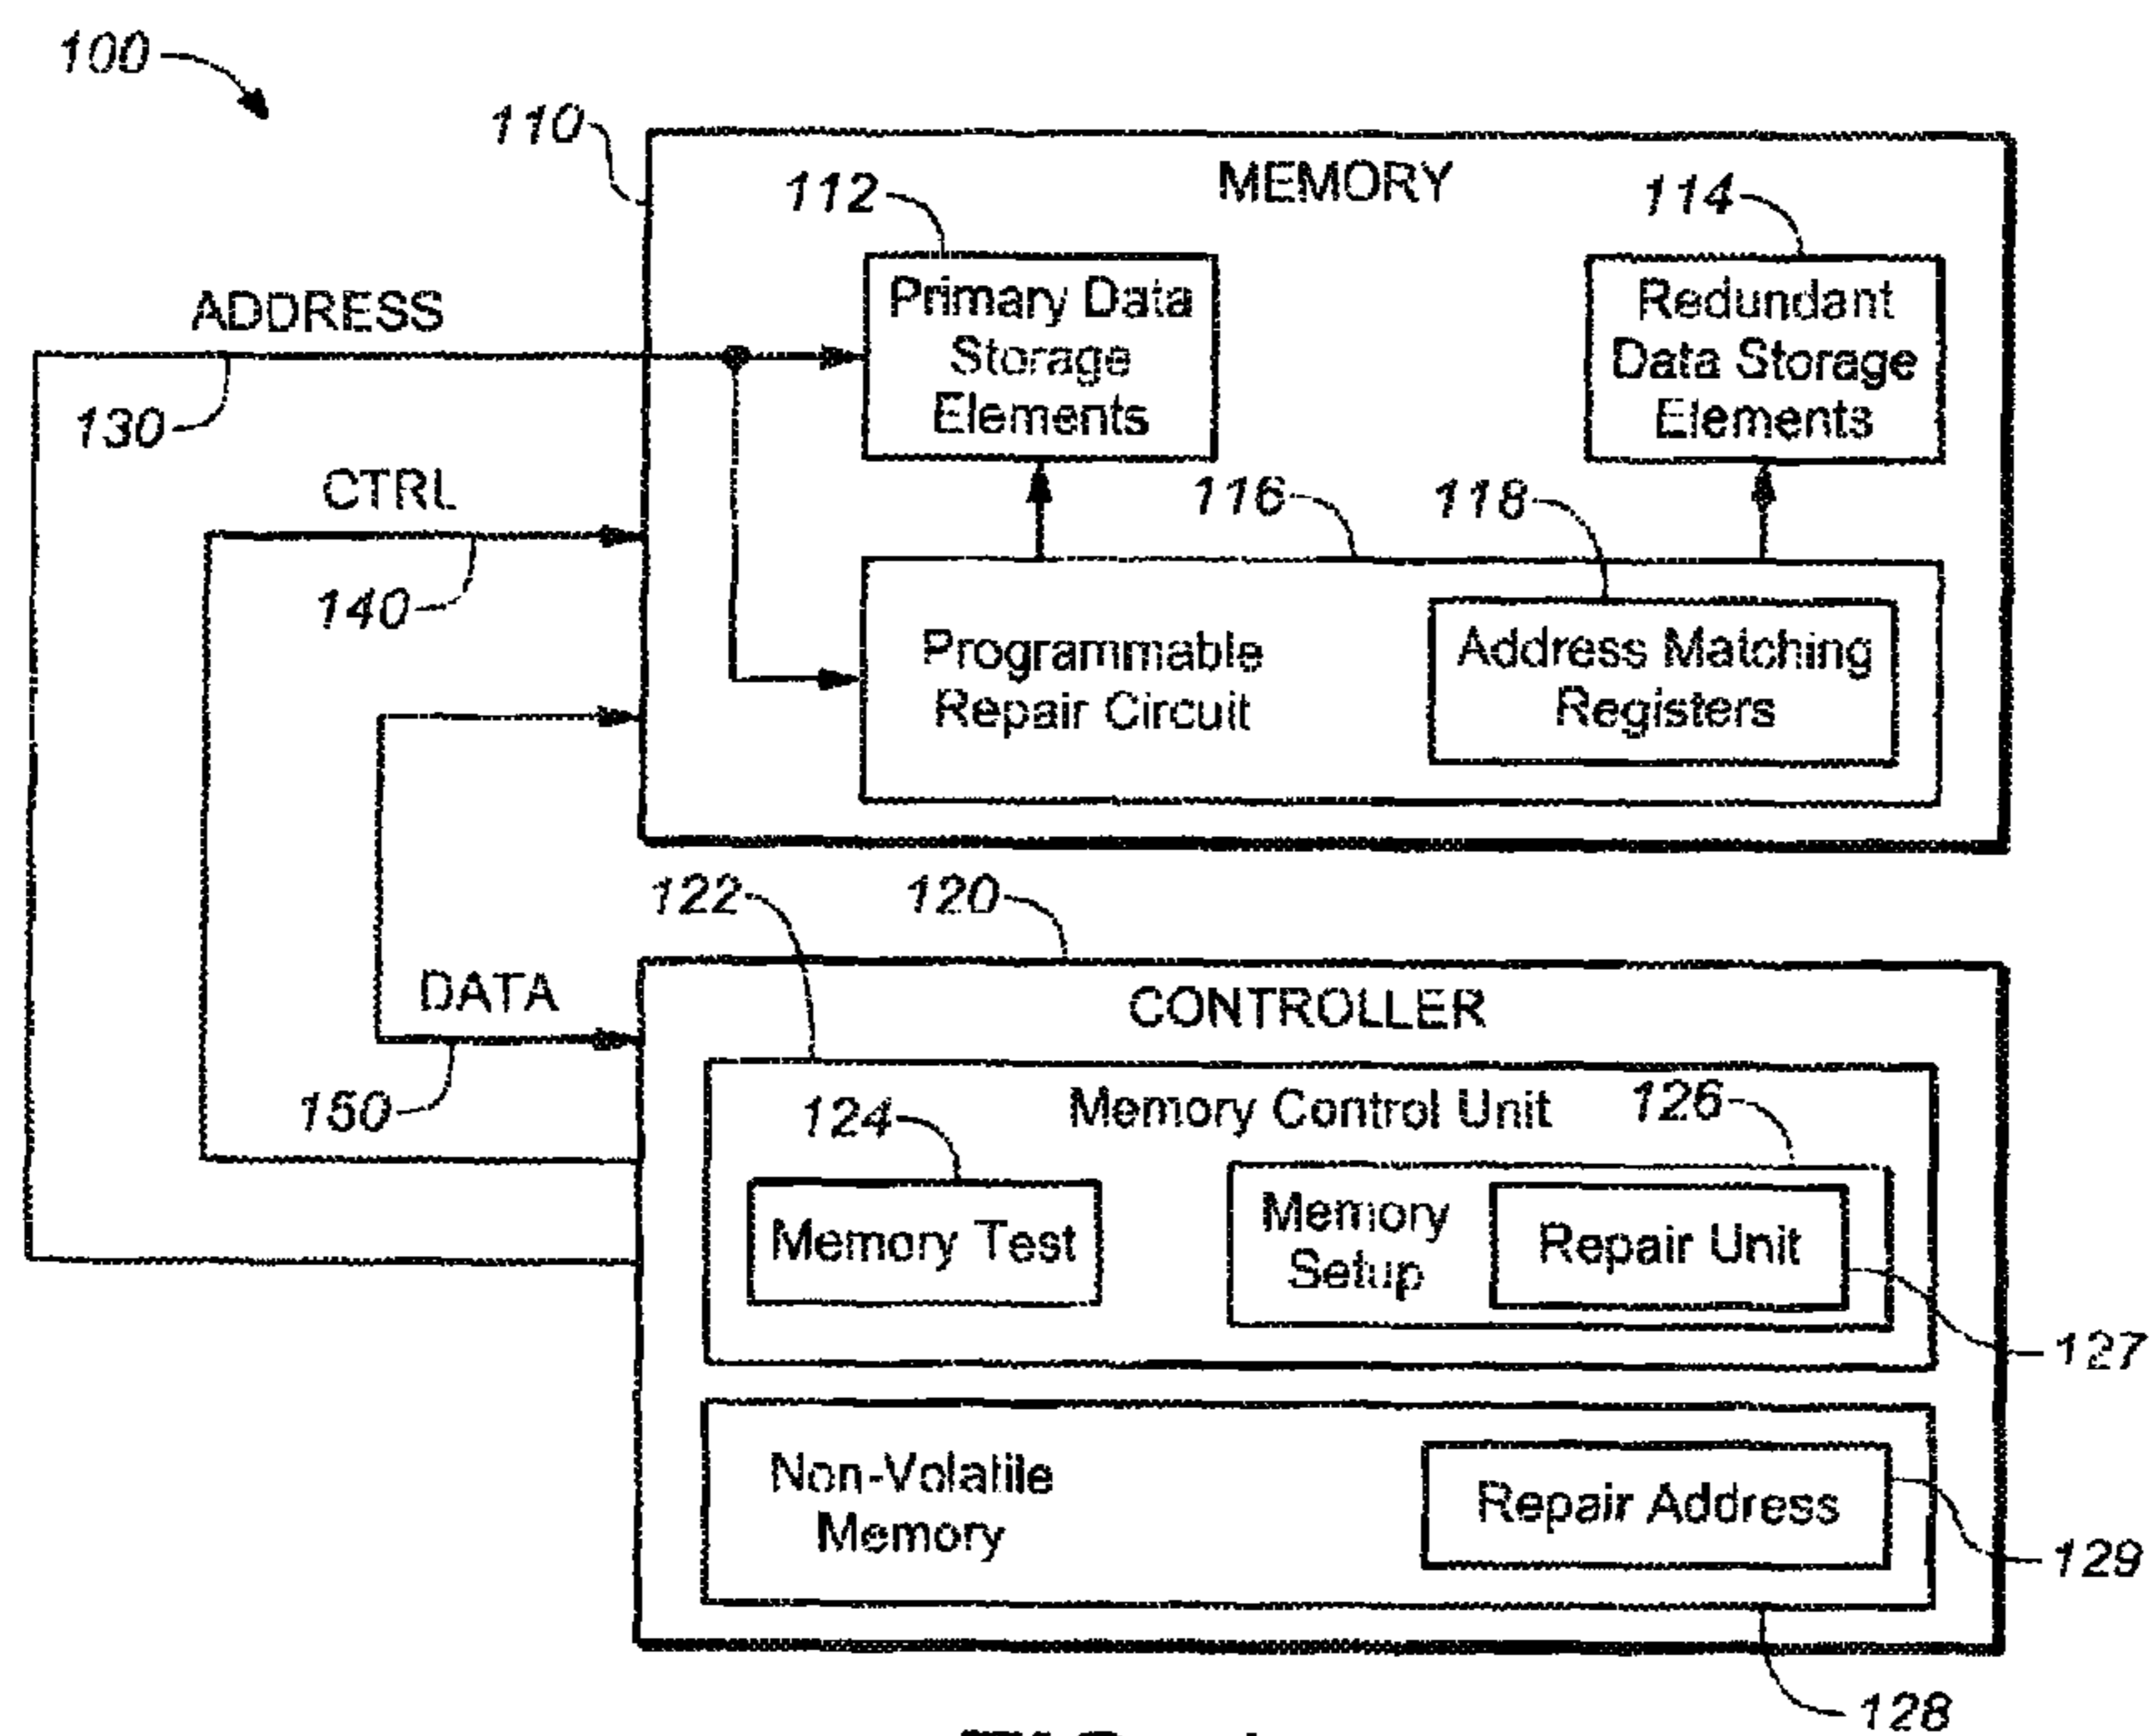 100
110
MEMORY
112
114
ADDRESS
Primary Data
Storage
Elements
Redundant
Data Storage
Elements
130
CTRL
116
118
140
Programmable
Repair Circuit
Address Matching
Registers
122
120
DATA
CONTROLLER
150
124
Memory Control Unit
126
Memory Test
Memory
Setup
Repair Unit
127
Non-Volatile
Memory
Repair Address
129
128